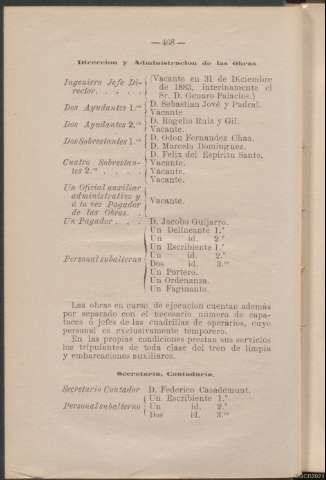 — 468 —
Direccion y Administracion de las Obras.
Ingeniero Jefe Director. . . . . (Vacante en 31 de Diciembre de 1883, interinamente el Sr. D. Genaro Palacios.)
Dos Ayudantes 1.ᵒˢ D. Sebastian Jové y Padral.
Vacante
Dos Ayudantes 2.ᵒˢ D. Rogelio Ruiz y Gil.
Vacante.
Dos Sobrestantes 1.ᵒˢ D. Odon Fernandez Chao.
D. Marcelo Dominguez.
Cuatro Sobrestantes 2.ᵒˢ . . . . . D. Felix del Espiritu Santo.
Vacante.
Vacante.
Vacante.
Un Oficial auxiliar administrativo y á la vez Pagador de las Obras. . Vacante.
Un Pagador . . . D. Jacobo Guijarro.
Personal subalterno Un Delineante 1.º
Un id. 2.º
Un Escribiente 1.º
Un id. 2.º
Dos id. 3.ᵒˢ
Un Portero.
Un Ordenanza.
Un Faginante.
Las obras en curso de ejecucion cuentan además
por separado con el necesario número de capa-
taces ó jefes de las cuadrillas de operarios, cuyo
personal es exclusivamente temporero.
En las propias condiciones prestan sus servicios
los tripulantes de toda clase del tren de limpia
y embarcaciones auxiliares.
Secretaría, Contaduría.
Secretario Contador D. Federico Casademunt.
Personal subalterno Un Escribiente 1.º
Un id. 2.º
Dos id. 3.ᵒˢ